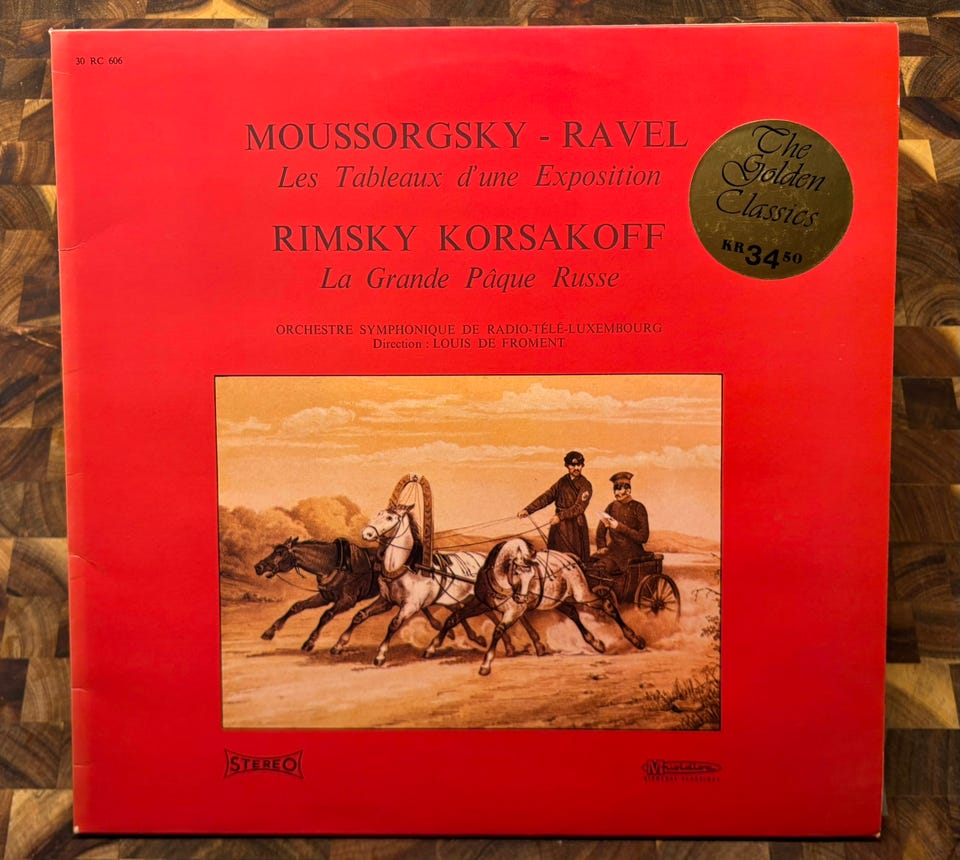 30 RC 606
MOUSSORGSKY - RAVEL
Les Tableaux d'une Exposition
RIMSKY KORSAKOFF
La Grande Pâque Russe
ORCHESTRE SYMPHONIQUE DE RADIO-TÉLÉ-LUXEMBOURG
Direction : LOUIS DE FROMENT
The
Golden
Classics
KR 34 50
STEREO
Musidisc